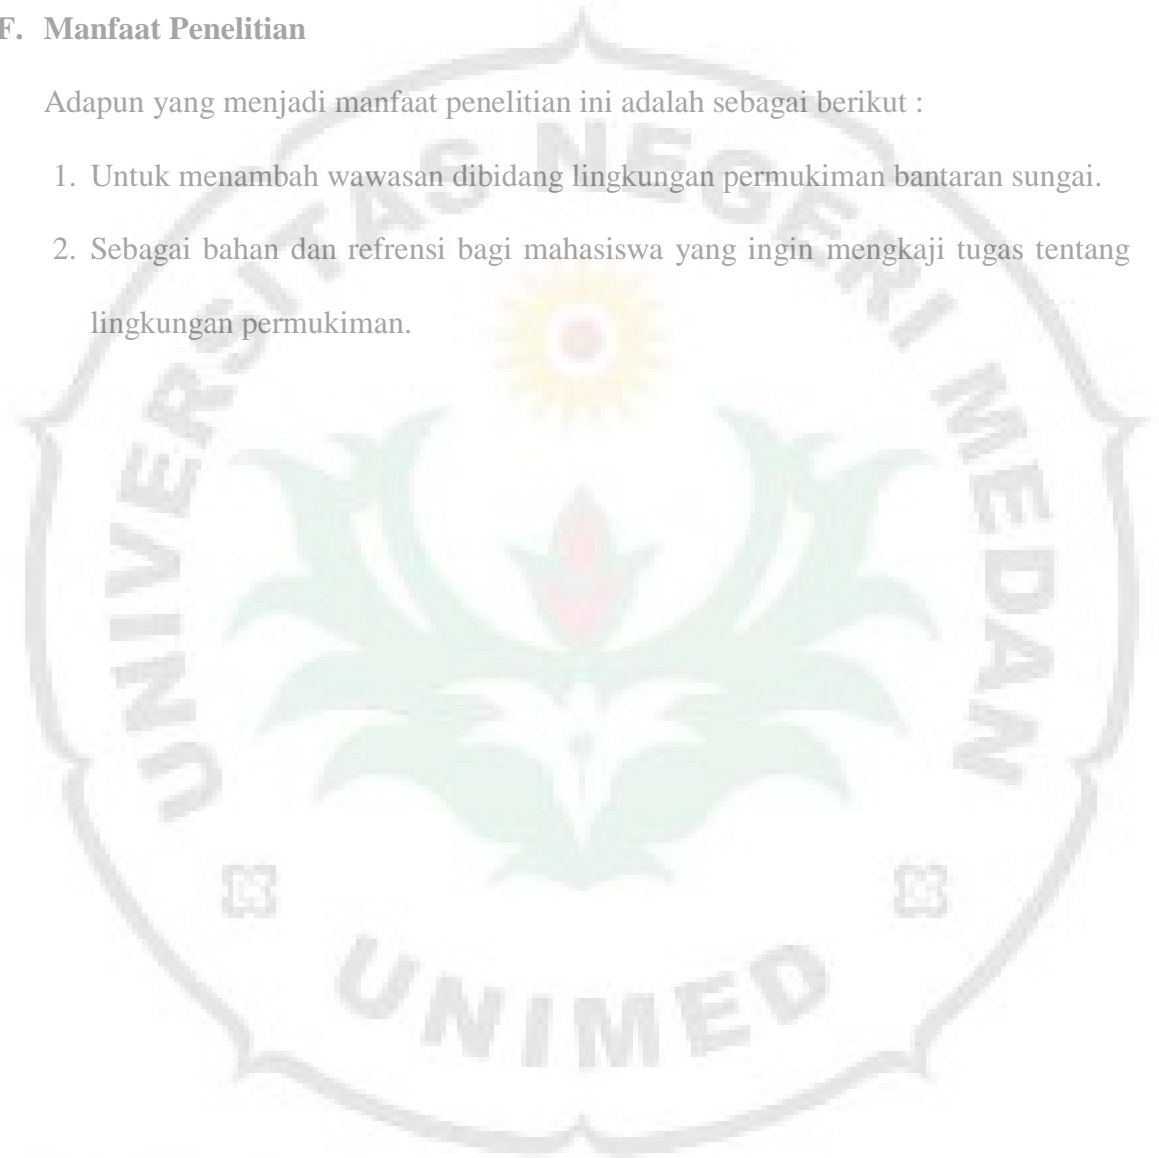 F. Manfaat Penelitian
Adapun yang menjadi manfaat penelitian ini adalah sebagai berikut :
1. Untuk menambah wawasan dibidang lingkungan permukiman bantaran sungai.
2. Sebagai bahan dan refrensi bagi mahasiswa yang ingin mengkaji tugas tentang
lingkungan permukiman.
UNIVERSITAS NEGERI MEDAN
UNIMED